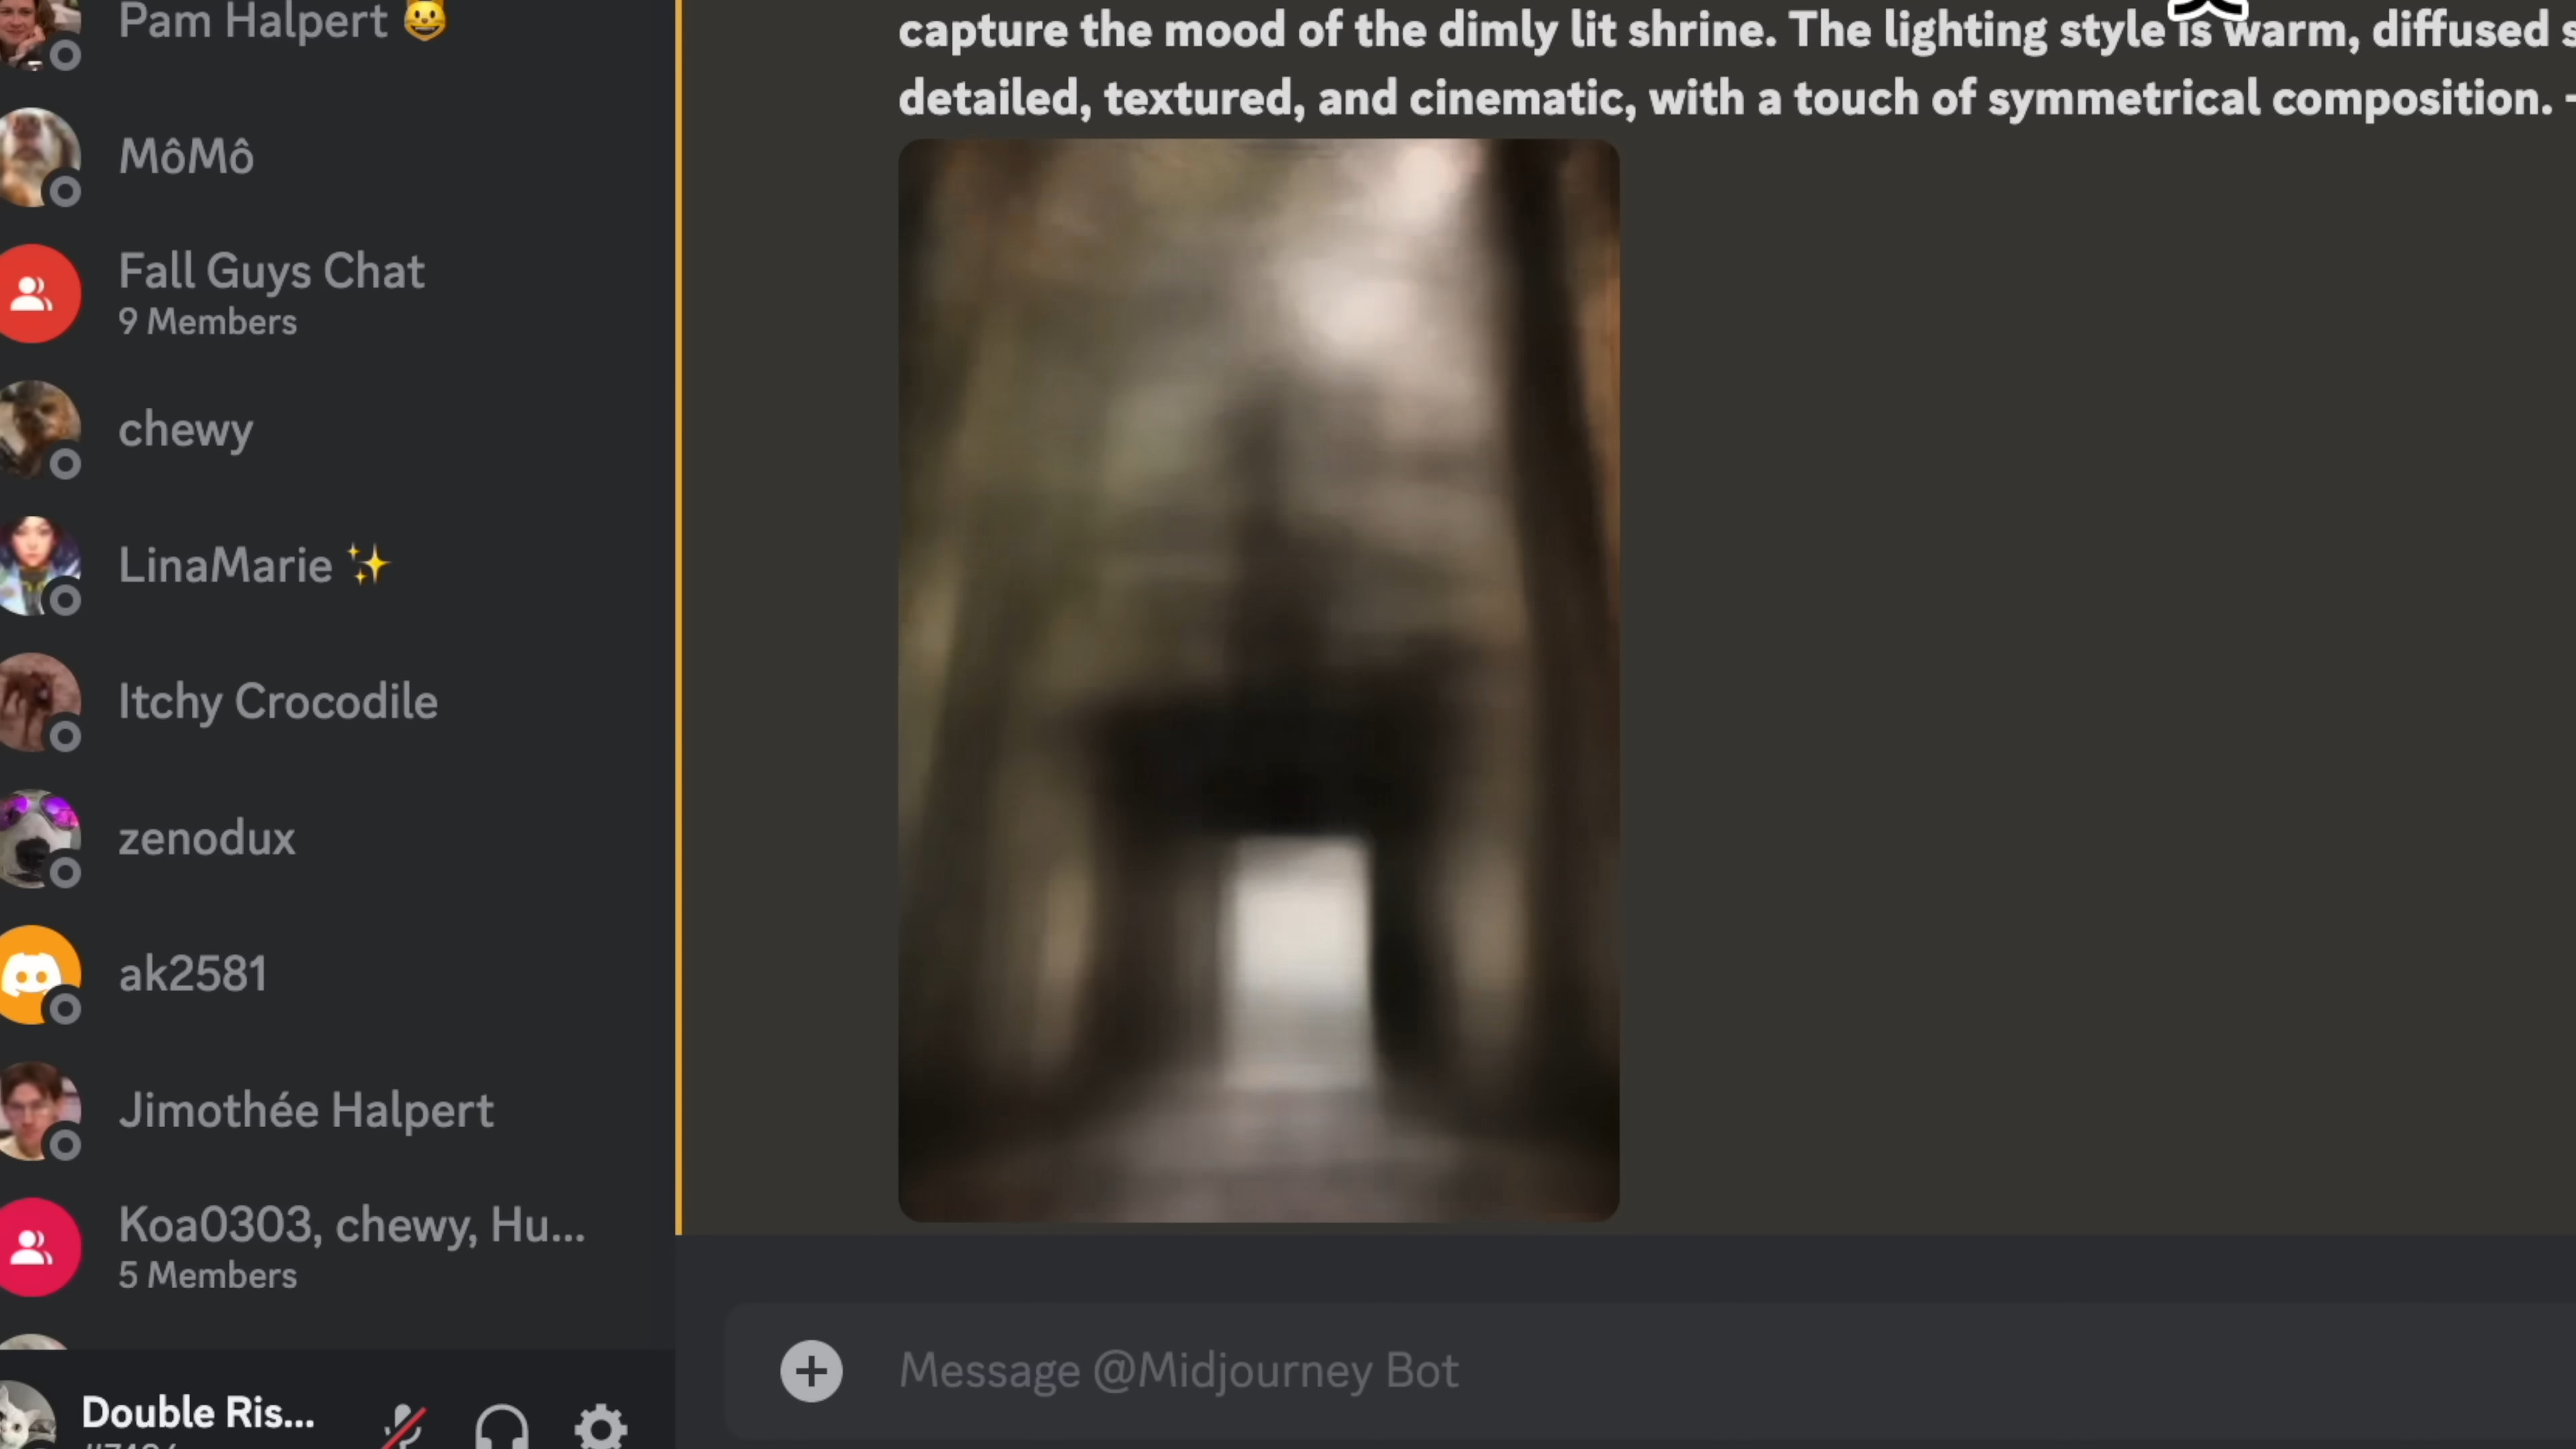 Pam Halpert 😺
MôMô
Fall Guys Chat
9 Members
chewy
LinaMarie ✨
Itchy Crocodile
zenodux
ak2581
Jimothée Halpert
Koa0303, chewy, Hu...
5 Members
Double Ris...
capture the mood of the dimly lit shrine. The lighting style is warm, diffused
detailed, textured, and cinematic, with a touch of symmetrical composition.
Message @Midjourney Bot